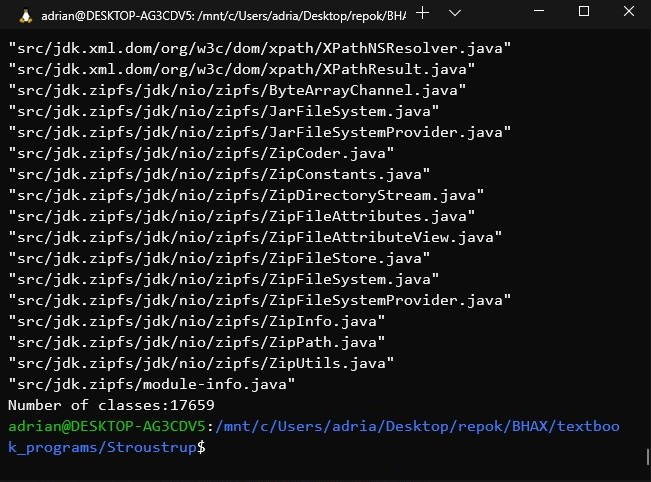 adrian@DESKTOP-AG3CDV5: /mnt/c/Users/adria/Desktop/repok/BHA
"src/jdk.xml.dom/org/w3c/dom/xpath/XPathNSResolver.java"
"src/jdk.xml.dom/org/w3c/dom/xpath/XPathResult.java"
"src/jdk.zipfs/jdk/nio/zipfs/ByteArrayChannel.java"
"src/jdk.zipfs/jdk/nio/zipfs/JarFileSystem.java"
"src/jdk.zipfs/jdk/nio/zipfs/JarFileSystemProvider.java"
"src/jdk.zipfs/jdk/nio/zipfs/ZipCoder.java"
"src/jdk.zipfs/jdk/nio/zipfs/ZipConstants.java"
"src/jdk.zipfs/jdk/nio/zipfs/ZipDirectoryStream.java"
"src/jdk.zipfs/jdk/nio/zipfs/ZipFileAttributes.java"
"src/jdk.zipfs/jdk/nio/zipfs/ZipFileAttributeView.java"
"src/jdk.zipfs/jdk/nio/zipfs/ZipFileStore.java"
"src/jdk.zipfs/jdk/nio/zipfs/ZipFileSystem.java"
"src/jdk.zipfs/jdk/nio/zipfs/ZipFileSystemProvider.java"
"src/jdk.zipfs/jdk/nio/zipfs/ZipInfo.java"
"src/jdk.zipfs/jdk/nio/zipfs/ZipPath.java"
"src/jdk.zipfs/jdk/nio/zipfs/ZipUtils.java"
"src/jdk.zipfs/module-info.java"
Number of classes:17659
adrian@DESKTOP-AG3CDV5:/mnt/c/Users/adria/Desktop/repok/BHAX/textboo
k_programs/Stroustrup$